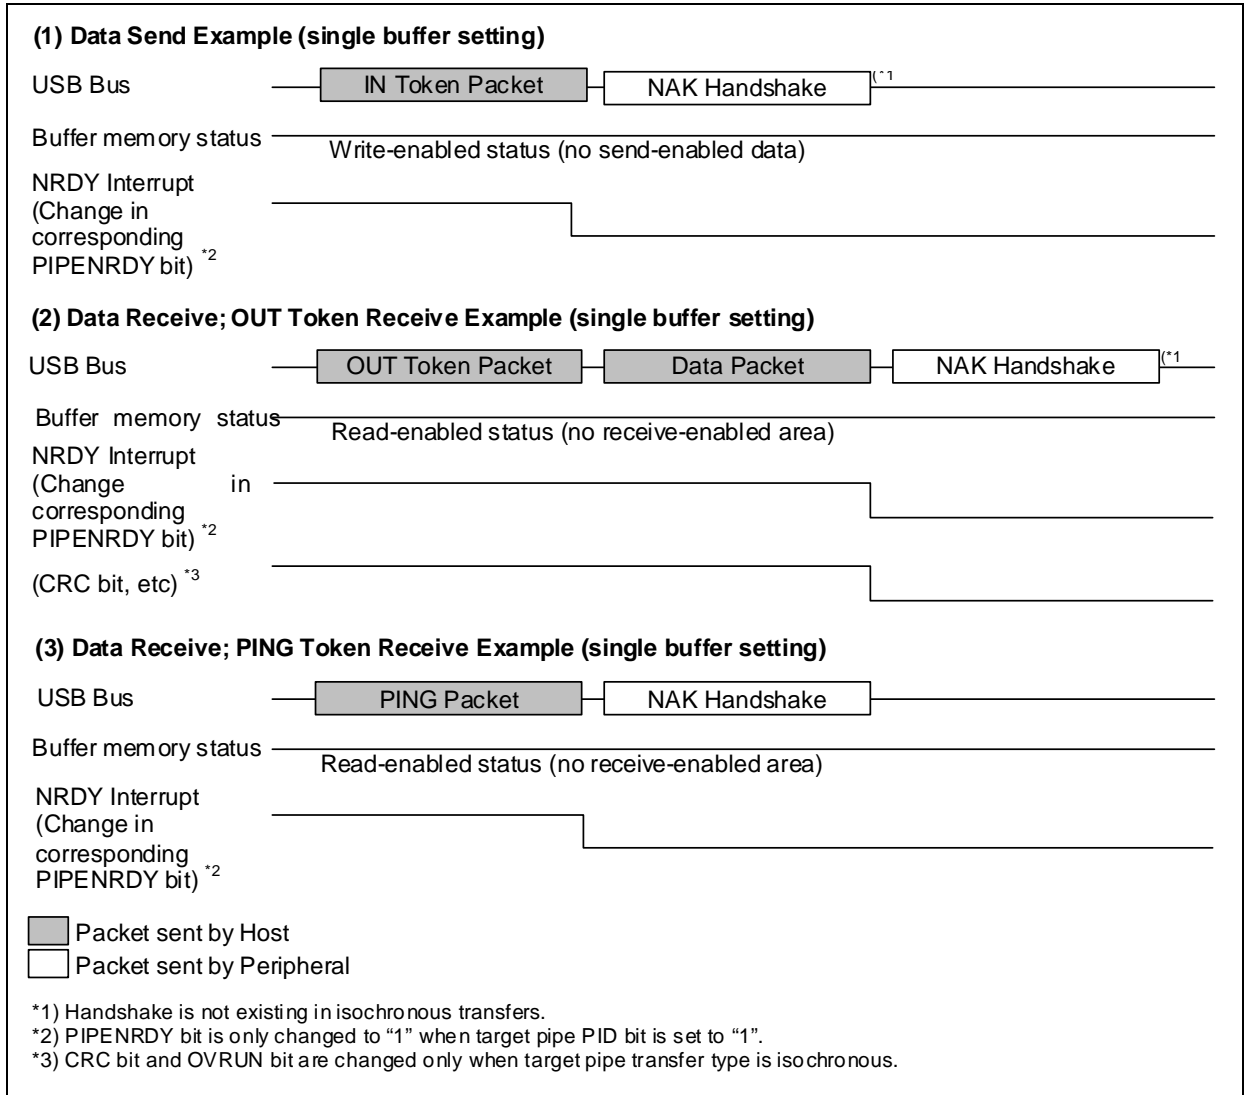 (1) Data Send Example (single buffer setting)
USB Bus
IN Token Packet
NAK Handshake
(*1
Buffer memory status
Write-enabled status (no send-enabled data)
NRDY Interrupt
(Change in
corresponding
PIPENRDY bit) *2
(2) Data Receive; OUT Token Receive Example (single buffer setting)
USB Bus
OUT Token Packet
Data Packet
NAK Handshake
(*1
Buffer memory status
Read-enabled status (no receive-enabled area)
NRDY Interrupt
(Change in
corresponding
PIPENRDY bit) *2
(CRC bit, etc) *3
(3) Data Receive; PING Token Receive Example (single buffer setting)
USB Bus
PING Packet
NAK Handshake
Buffer memory status
Read-enabled status (no receive-enabled area)
NRDY Interrupt
(Change in
corresponding
PIPENRDY bit) *2
Packet sent by Host
Packet sent by Peripheral
*1) Handshake is not existing in isochronous transfers.
*2) PIPENRDY bit is only changed to “1” when target pipe PID bit is set to “1”.
*3) CRC bit and OVRUN bit are changed only when target pipe transfer type is isochronous.